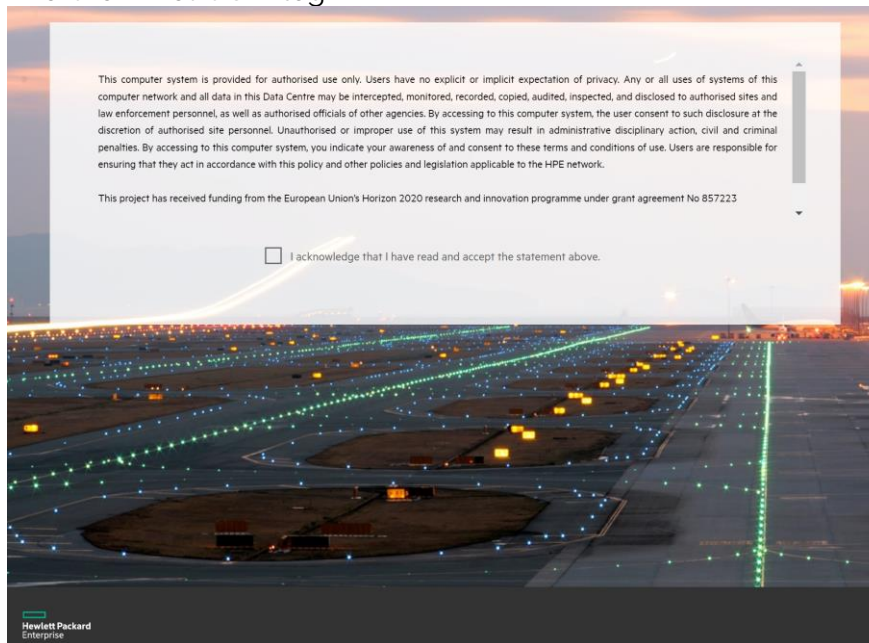 This computer system is provided for authorised use only. Users have no explicit or implicit expectation of privacy. Any or all uses of systems of this
computer network and all data in this Data Centre may be intercepted, monitored, recorded, copied, audited, inspected, and disclosed to authorised sites and
law enforcement personnel, as well as authorised officials of other agencies. By accessing to this computer system, the user consent to such disclosure at the
discretion of authorised site personnel. Unauthorised or improper use of this system may result in administrative disciplinary action, civil and criminal
penalties. By accessing to this computer system, you indicate your awareness of and consent to these terms and conditions of use. Users are responsible for
ensuring that they act in accordance with this policy and other policies and legislation applicable to the HPE network.
This project has received funding from the European Union's Horizon 2020 research and innovation programme under grant agreement No 857223
I acknowledge that I have read and accept the statement above.
Hewlett Packard
Enterprise